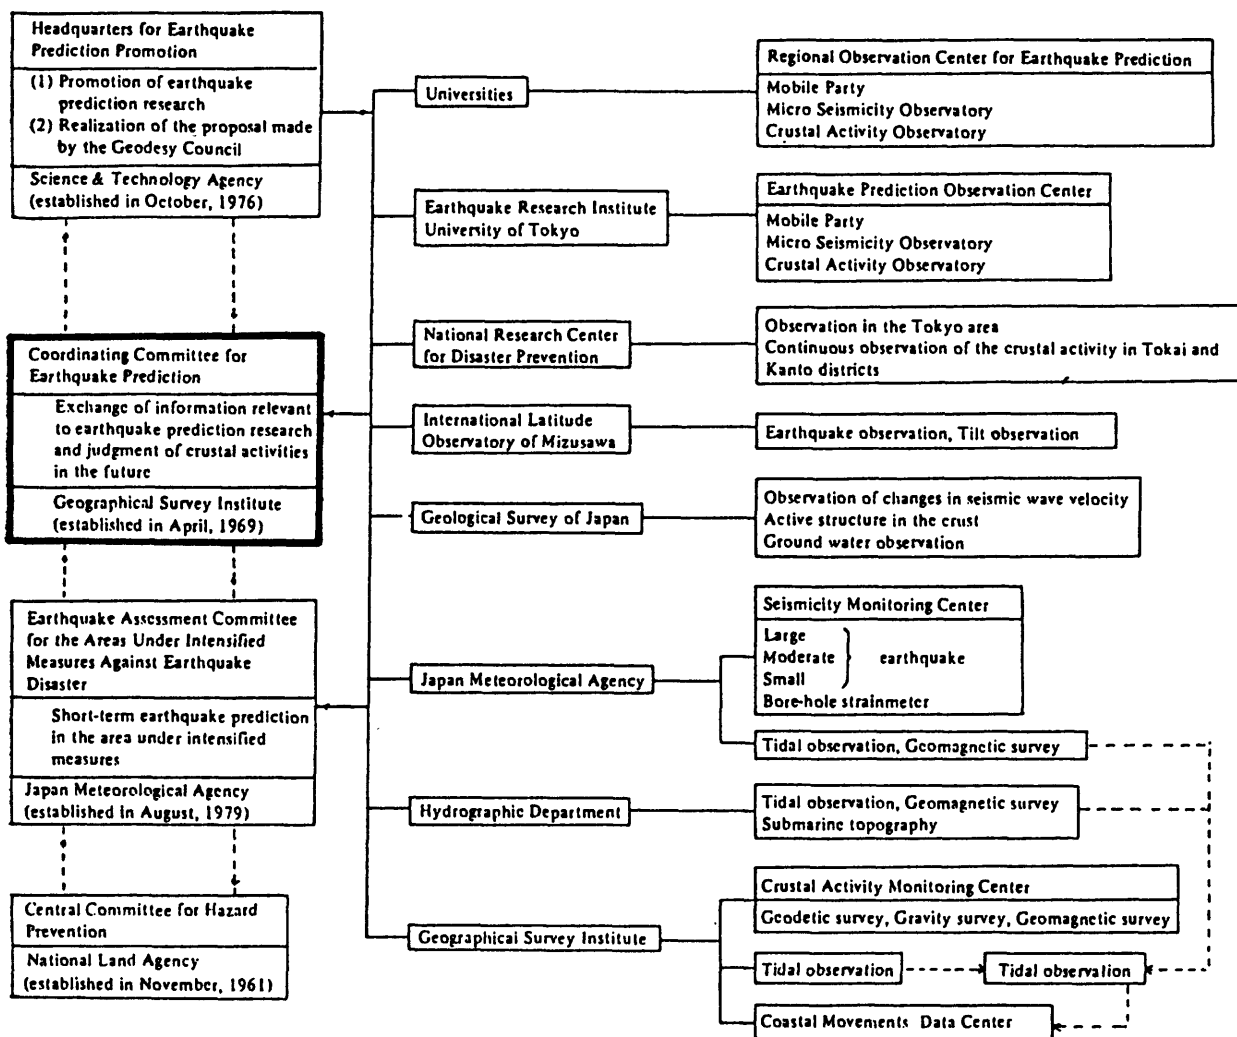 Headquarters for Earthquake
Prediction Promotion
(1) Promotion of earthquake
prediction research
(2) Realization of the proposal made
by the Geodesy Council
Science & Technology Agency
(established in October, 1976)
Coordinating Committee for
Earthquake Prediction
Exchange of information relevant
to earthquake prediction research
and judgment of crustal activities
in the future
Geographical Survey Institute
(established in April, 1969)
Earthquake Assessment Committee
for the Areas Under Intensified
Measures Against Earthquake
Disaster
Short-term earthquake prediction
in the area under intensified
measures
Japan Meteorological Agency
(established in August, 1979)
Central Committee for Hazard
Prevention
National Land Agency
(established in November, 1961)
Universities
Regional Observation Center for Earthquake Prediction
Mobile Party
Micro Seismicity Observatory
Crustal Activity Observatory
Earthquake Research Institute
University of Tokyo
Earthquake Prediction Observation Center
Mobile Party
Micro Seismicity Observatory
Crustal Activity Observatory
National Research Center
for Disaster Prevention
Observation in the Tokyo area
Continuous observation of the crustal activity in Tokai and
Kanto districts
International Latitude
Observatory of Mizusawa
Earthquake observation, Tilt observation
Geological Survey of Japan
Observation of changes in seismic wave velocity
Active structure in the crust
Ground water observation
Japan Meteorological Agency
Seismicity Monitoring Center
Large
Moderate
Small
earthquake
Bore-hole strainmeter
Tidal observation, Geomagnetic survey
Hydrographic Department
Tidal observation, Geomagnetic survey
Submarine topography
Geographical Survey Institute
Crustal Activity Monitoring Center
Geodetic survey, Gravity survey, Geomagnetic survey
Tidal observation
Tidal observation
Coastal Movements Data Center